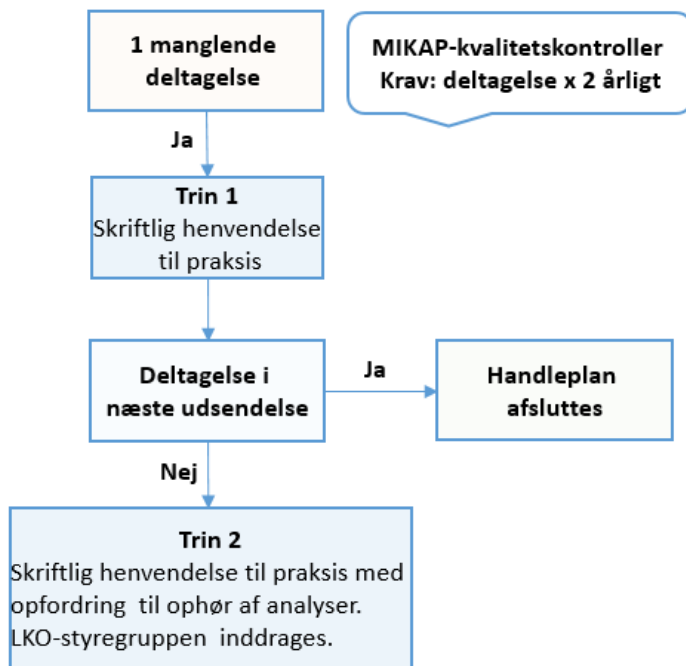 1 manglende
deltagelse
MIKAP-kvalitetskontroller
Krav: deltagelse x 2 årligt
Ja
Trin 1
Skriftlig henvendelse
til praksis
Deltagelse i
næste udsendelse
Ja
Handleplan
afsluttes
Nej
Trin 2
Skriftlig henvendelse til praksis med
opfordring til ophør af analyser.
LKO-styregruppen inddrages.